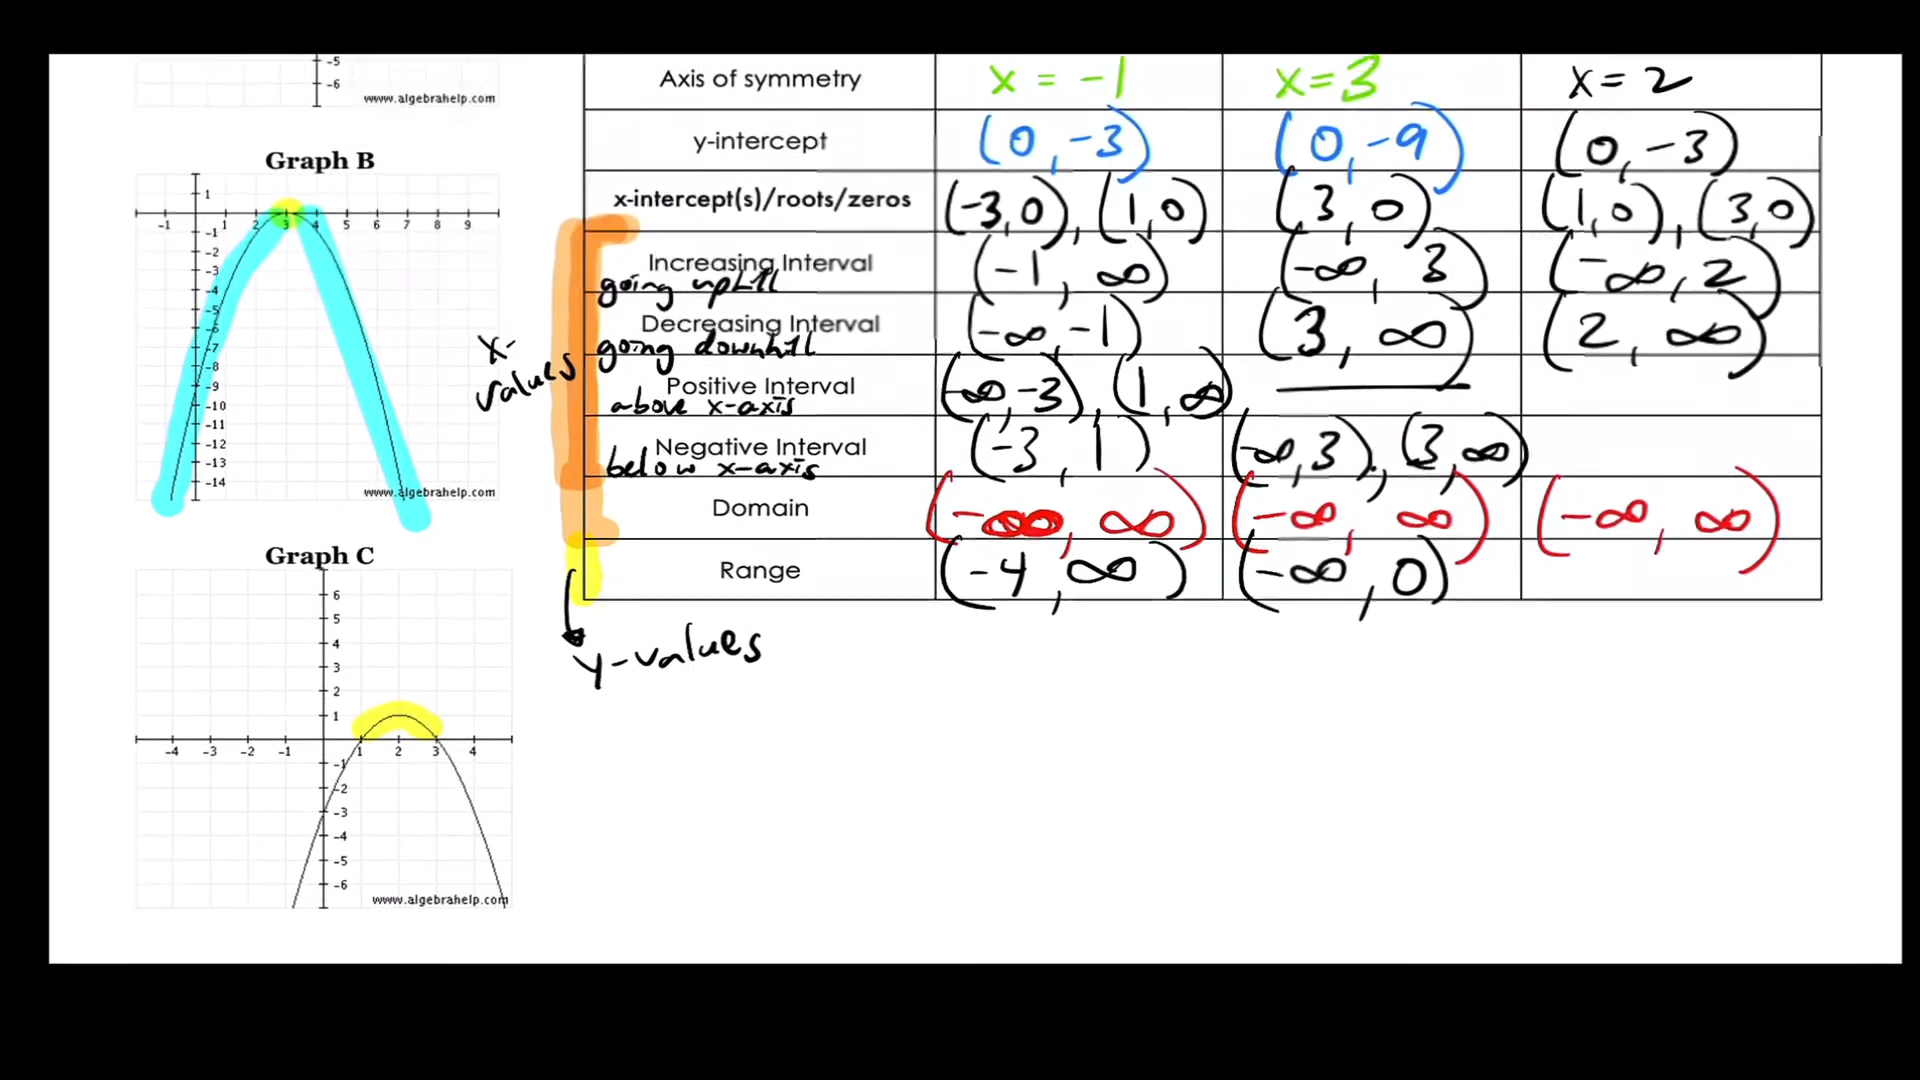 -5
-6
www.algebrahelp.com
Graph B
1
-1 1 2 3 4 5 6 7 8 9
-1
-2
-3
-4
-5
-6
-7
-8
-9
-10
-11
-12
-13
-14
www.algebrahelp.com
Graph C
6
5
4
3
2
1
-4 -3 -2 -1 1 2 3 4
-1
-2
-3
-4
-5
-6
www.algebrahelp.com
x-
values
Axis of symmetry x = -1 x=3 x= 2
y-intercept (0,-3) (0,-9) (0,-3)
x-intercept(s)/roots/zeros (-3,0), (1,0) (3,0) (1,0), (3,0)
Increasing Interval (-1, ∞) (-∞, 3) (-∞,2)
going uphill
Decreasing Interval (-∞,-1) (3, ∞) (2, ∞)
going downhill
Positive Interval (-∞,-3), (1,∞)
above x-axis
Negative Interval (-3, 1) (-∞,3), (3,∞)
below x-axis
Domain (-∞, ∞) (-∞, ∞) (-∞, ∞)
Range (-4, ∞) (-∞, 0)
y-values